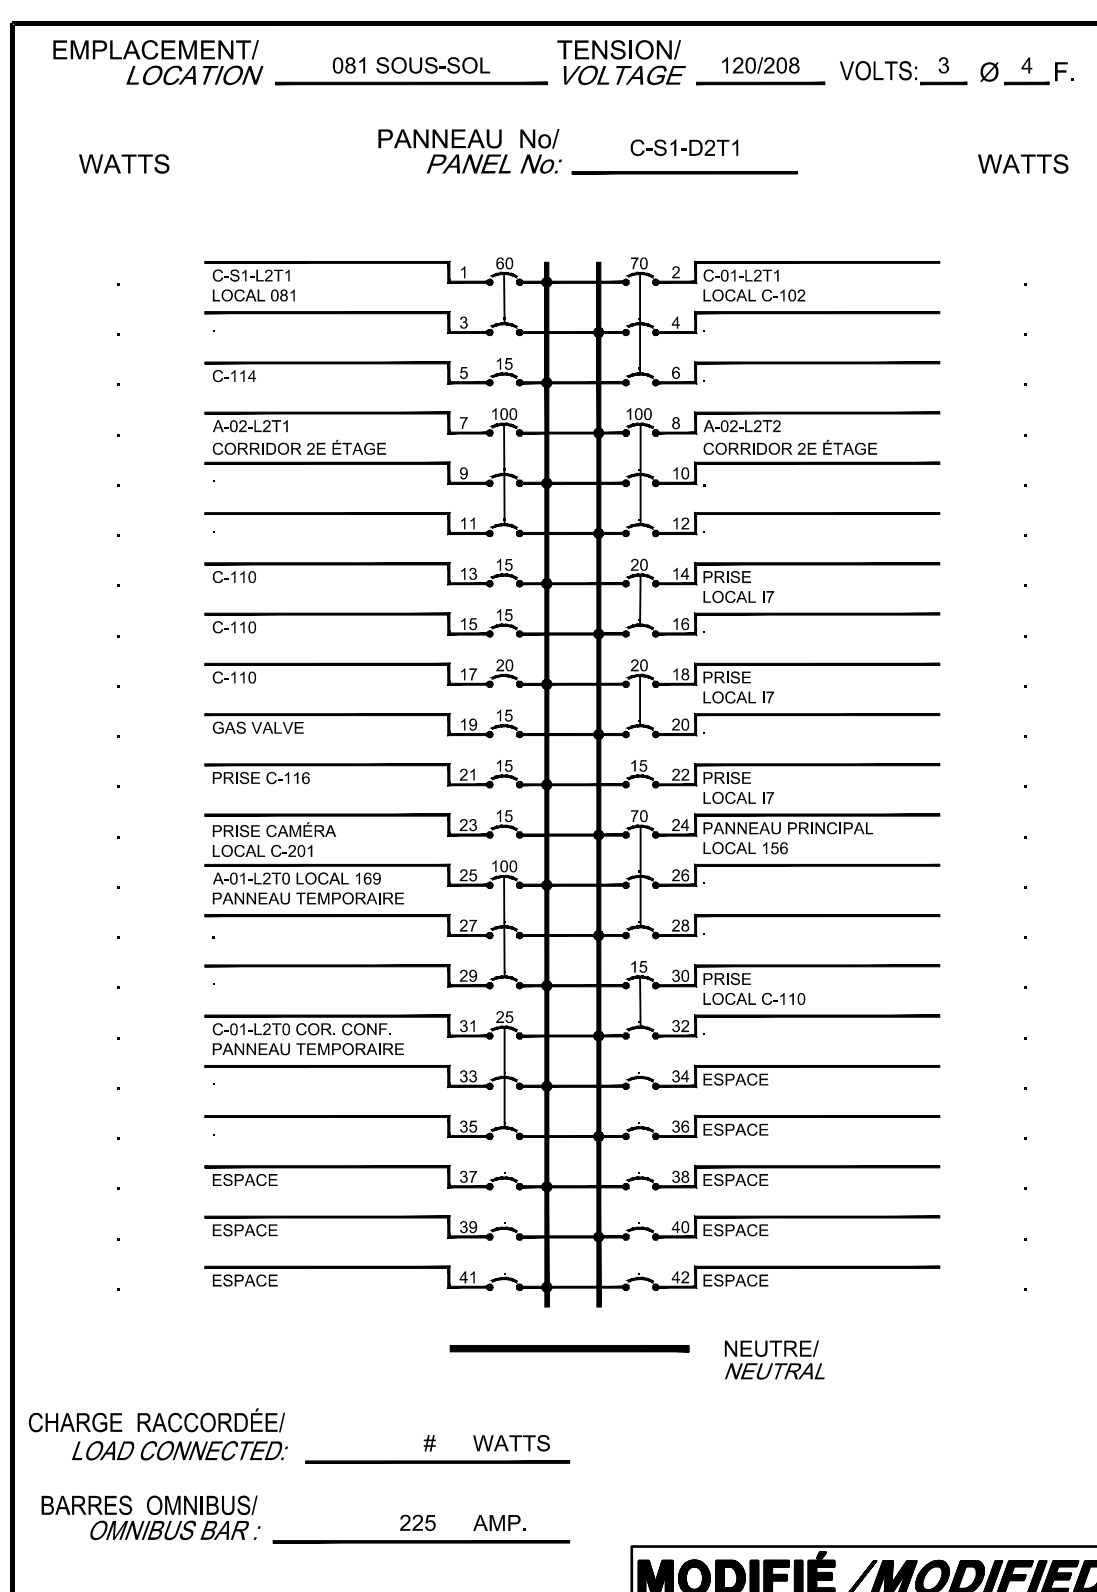 EMPLACEMENT/ TENSION/
LOCATION 081 SOUS-SOL VOLTAGE 120/208 VOLTS: 3 Ø 4 F.
PANNEAU No/
WATTS PANEL No: C-S1-D2T1 WATTS
C-S1-L2T1 1 60 70 2 C-01-L2T1
LOCAL 081 LOCAL C-102
. 3 4 .
C-114 5 15 6 .
A-02-L2T1 7 100 100 8 A-02-L2T2
CORRIDOR 2E ÉTAGE CORRIDOR 2E ÉTAGE
. 9 10 .
. 11 12 .
C-110 13 15 20 14 PRISE
LOCAL I7
C-110 15 15 16 .
C-110 17 20 20 18 PRISE
LOCAL I7
GAS VALVE 19 15 20 .
PRISE C-116 21 15 15 22 PRISE
LOCAL I7
PRISE CAMÉRA 23 15 70 24 PANNEAU PRINCIPAL
LOCAL C-201 LOCAL 156
A-01-L2T0 LOCAL 169 25 100 26 .
PANNEAU TEMPORAIRE
. 27 28 .
. 29 15 30 PRISE
LOCAL C-110
C-01-L2T0 COR. CONF. 31 25 32 .
PANNEAU TEMPORAIRE
. 33 34 ESPACE
. 35 36 ESPACE
ESPACE 37 38 ESPACE
ESPACE 39 40 ESPACE
ESPACE 41 42 ESPACE
NEUTRE/
NEUTRAL
CHARGE RACCORDÉE/
LOAD CONNECTED: # WATTS
BARRES OMNIBUS/
OMNIBUS BAR : 225 AMP.
MODIFIÉ /MODIFIED